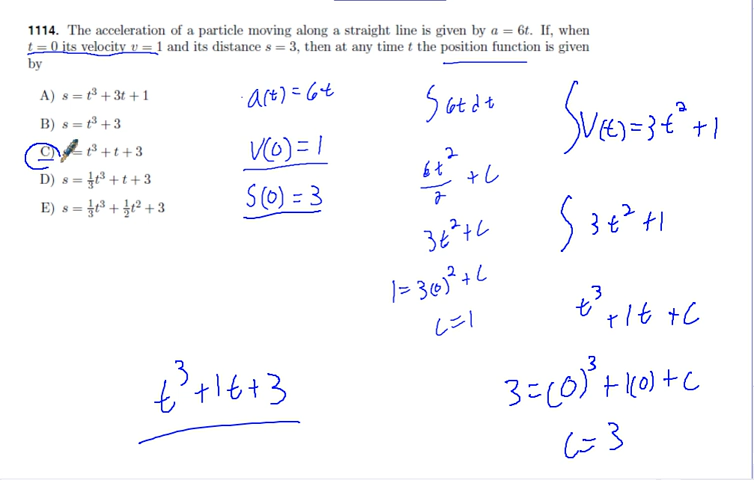 1114. The acceleration of a particle moving along a straight line is given by a = 6t. If, when
t = 0 its velocity v = 1 and its distance s = 3, then at any time t the position function is given
by
A) s = t³ + 3t + 1
B) s = t³ + 3
C) = t³ + t + 3
D) s = ⅓t³ + t + 3
E) s = ⅓t³ + ½t² + 3
a(t) = 6t
V(0) = 1
S(0) = 3
∫ 6t dt
6t²/2 + C
3t² + C
1 = 3(0)² + C
C = 1
∫ V(t) = 3t² + 1
∫ 3t² + 1
t³ + 1t + C
3 = (0)³ + 1(0) + C
C = 3
t³ + 1t + 3